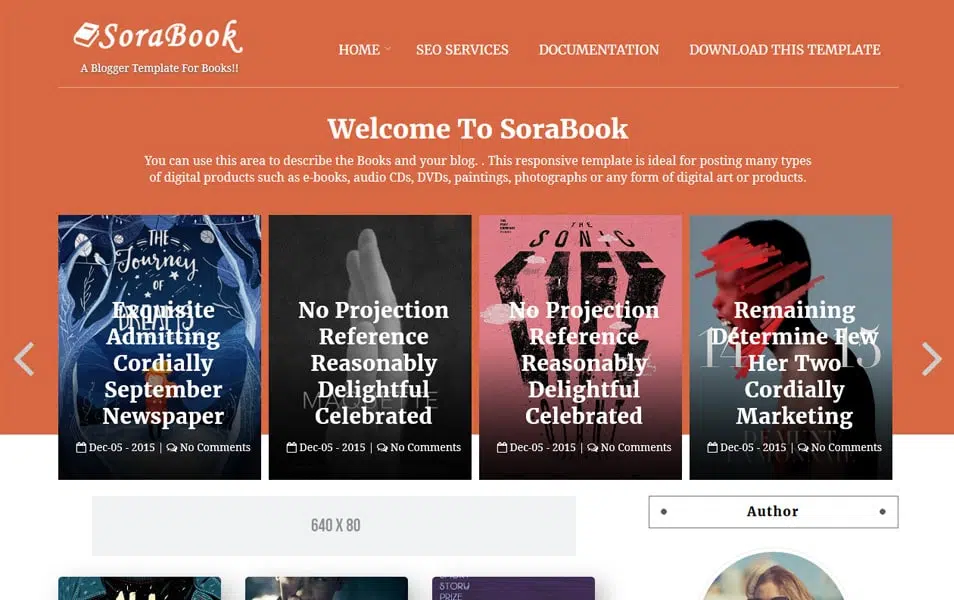 SoraBook
A Blogger Template For Books!!
HOME
SEO SERVICES
DOCUMENTATION
DOWNLOAD THIS TEMPLATE
Welcome To SoraBook
You can use this area to describe the Books and your blog. . This responsive template is ideal for posting many types
of digital products such as e-books, audio CDs, DVDs, paintings, photographs or any form of digital art or products.
THE
Journey
OF
Exquisite
Admitting
Cordially
September
Newspaper
Dec-05 - 2015 | No Comments
No Projection
Reference
Reasonably
Delightful
Celebrated
Dec-05 - 2015 | No Comments
THE
SONIC
No Projection
Reference
Reasonably
Delightful
Celebrated
Dec-05 - 2015 | No Comments
Remaining
Determine Few
Her Two
Cordially
Marketing
Dec-05 - 2015 | No Comments
640 X 80
Author
STORY
PRIZE